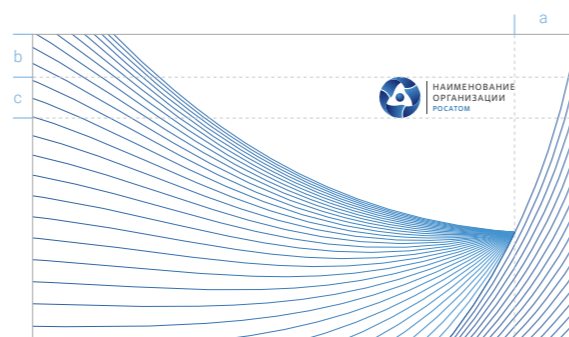 a
b
c
НАИМЕНОВАНИЕ
ОРГАНИЗАЦИИ
РОСАТОМ